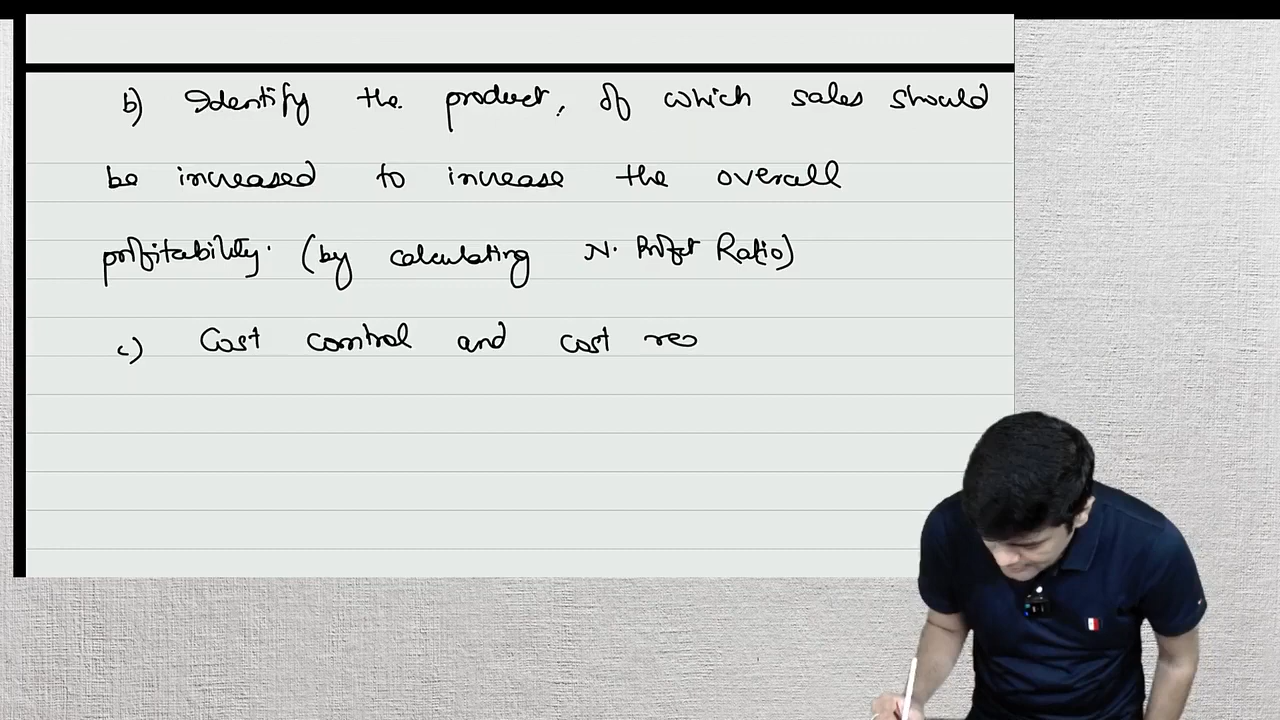 b) Identify the product, of which sales should
be increased to increase the overall
profitability. (by calculating N. Profit Ratio)
c) Cost control and cost reo